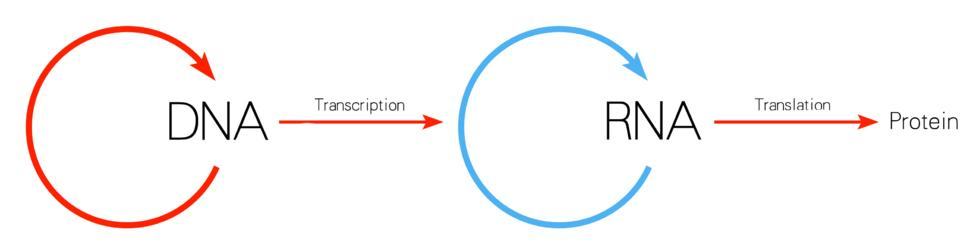 DNA
Transcription
RNA
Translation
Protein